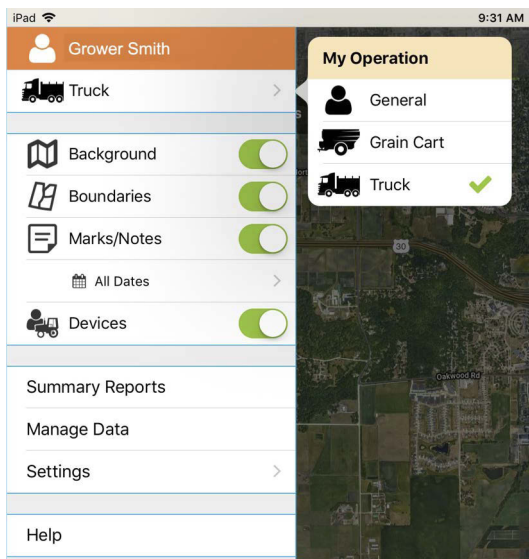 iPad 9:31 AM
Grower Smith
Truck
Background
Boundaries
Marks/Notes
All Dates
Devices
Summary Reports
Manage Data
Settings
Help
My Operation
General
Grain Cart
Truck
30
Oakwood Rd